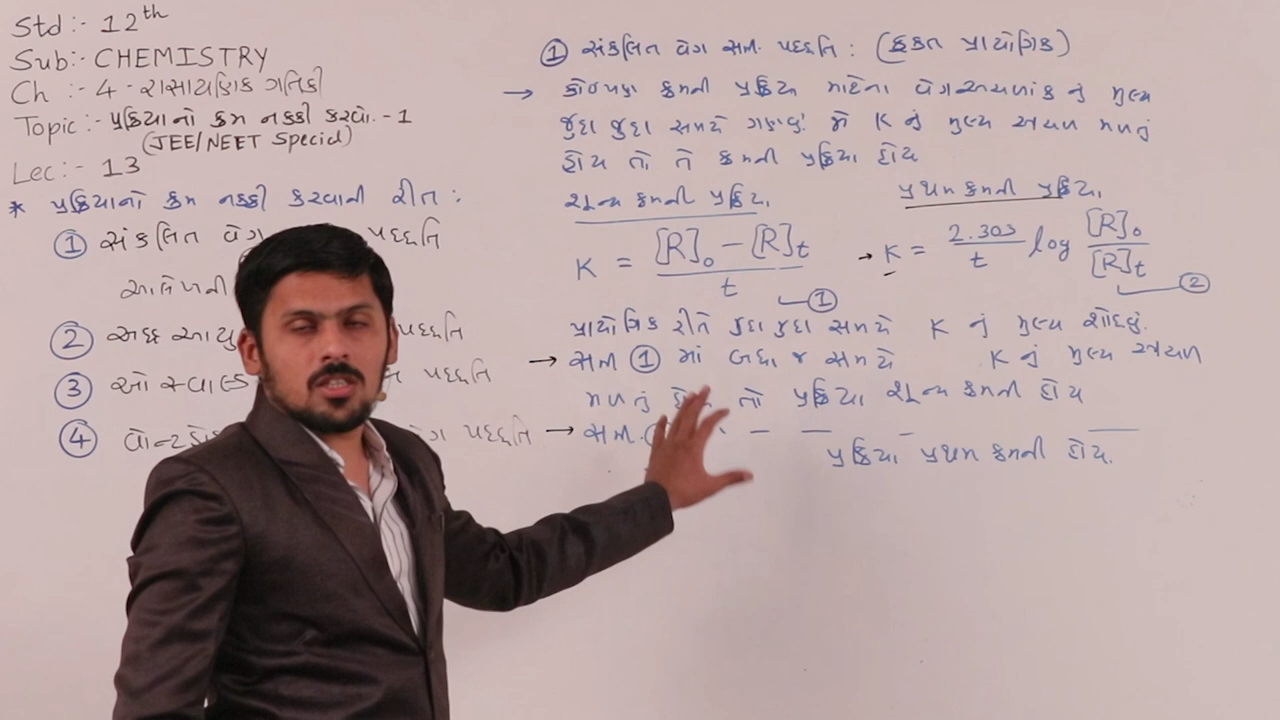 Std :- 12th
Sub:- CHEMISTRY
Ch :- 4 - રાસાયણિક ગતિકી
Topic :- પ્રક્રિયાનો ક્રમ નક્કી કરવો. - 1
(JEE/NEET Special)
Lec :- 13
* પ્રક્રિયાનો ક્રમ નક્કી કરવાની રીત :
① સંકલિત વેગ પદ્ધતિ
② અર્ધ આયુ પદ્ધતિ
③ ઓસ્વાલ્ડ પદ્ધતિ
④ વોન્ટ હોફ વેગ પદ્ધતિ
① સંકલિત વેગ સમી. પદ્ધતિ : (ફક્ત પ્રાયોગિક)
→ કોઇપણ ક્રમની પ્રક્રિયા માટેના વેગઅચળાંક નું મુલ્ય
જુદા જુદા સમયે ગણવું. જો K નું મુલ્ય અચળ મળતું
હોય તો તે ક્રમની પ્રક્રિયા હોય
શૂન્ય ક્રમની પ્રક્રિયા
K = [R]₀ - [R]t / t ①
પ્રથમ ક્રમની પ્રક્રિયા
→ K = 2.303 / t log [R]₀ / [R]t ②
પ્રાયોગિક રીતે જુદા જુદા સમયે K નું મુલ્ય શોધવું.
→ સમી ① માં બધા જ સમયે K નું મુલ્ય અચળ
મળતું તો પ્રક્રિયા શૂન્ય ક્રમની હોય
→ સમી. — — — —
પ્રક્રિયા પ્રથમ ક્રમની હોય.